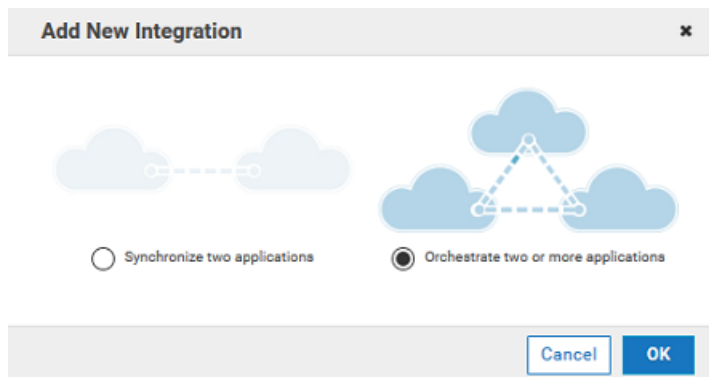 Add New Integration
Synchronize two applications
Orchestrate two or more applications
Cancel
OK